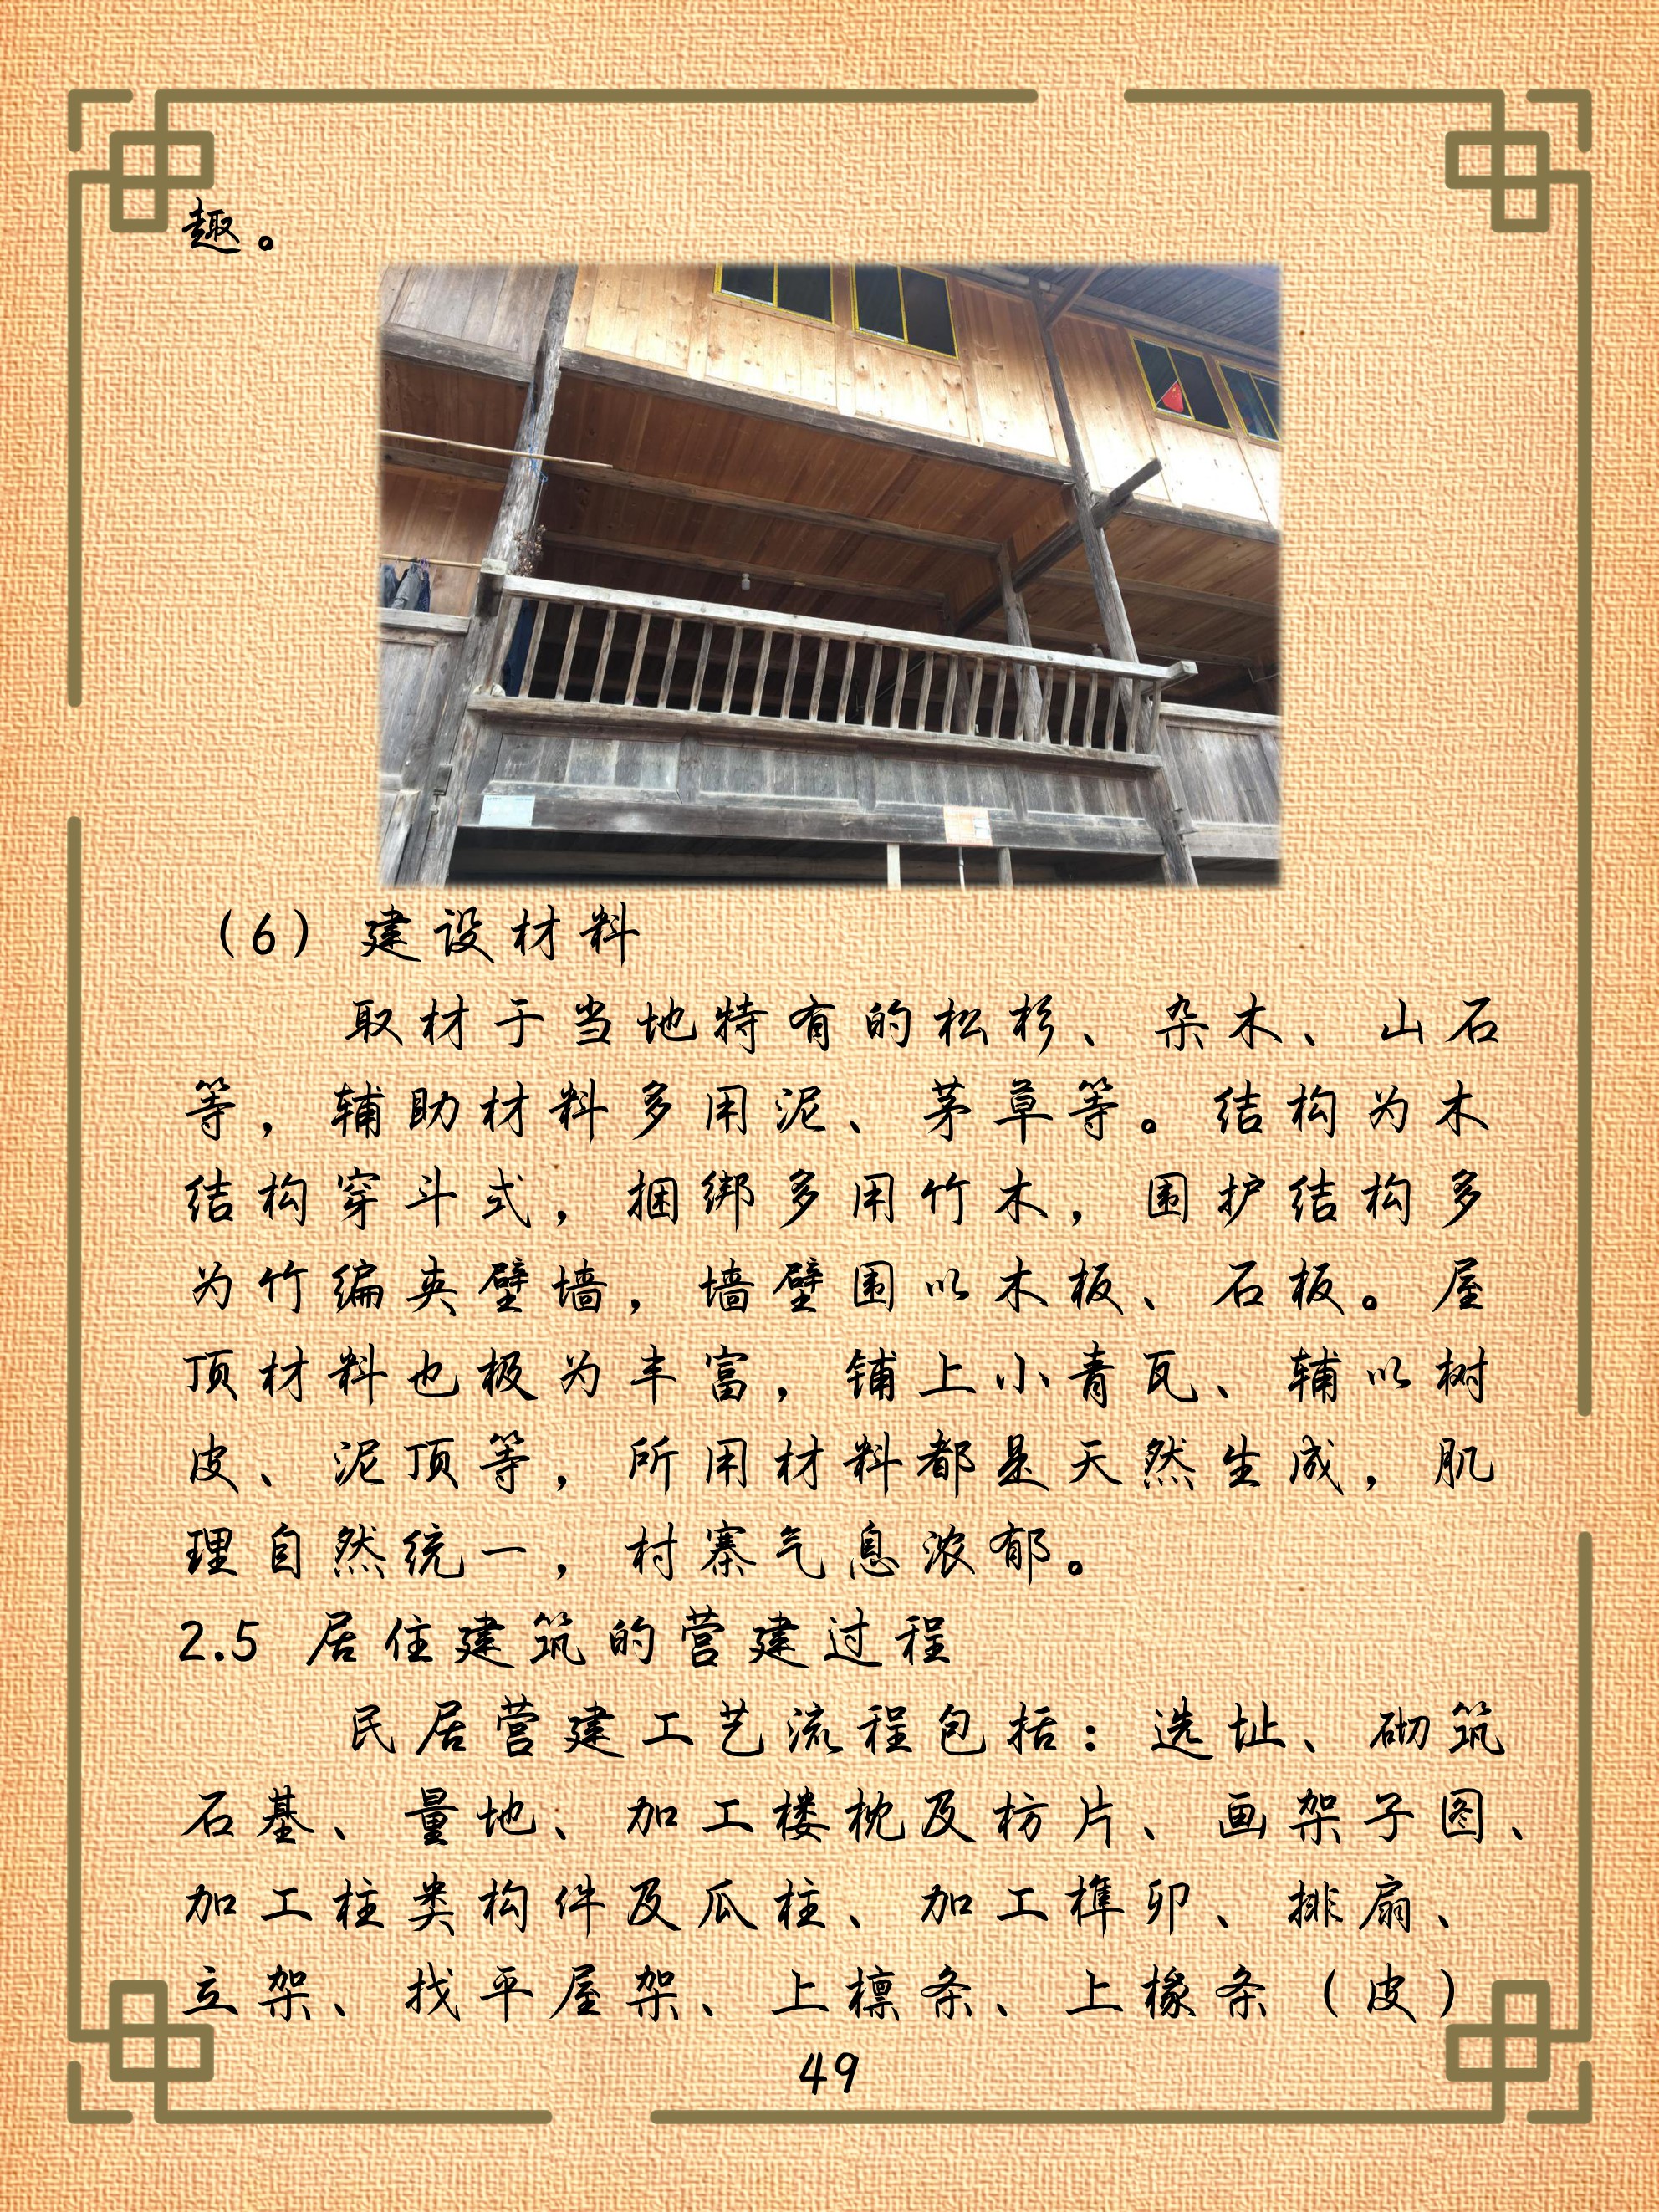 趣。
（6）建设材料
取材于当地特有的松杉、杂木、山石
等，辅助材料多用泥、茅草等。结构为木
结构穿斗式，捆绑多用竹木，围护结构多
为竹编夹壁墙，墙壁围以木板、石板。屋
顶材料也极为丰富，铺上小青瓦、辅以树
皮、泥顶等，所用材料都是天然生成，肌
理自然统一，村寨气息浓郁。
2.5 居住建筑的营建过程
民居营建工艺流程包括：选址、砌筑
石基、量地、加工楼枕及枋片、画架子图、
加工柱类构件及瓜柱、加工榫卯、排扇、
立架、找平屋架、上檩条、上椽条（皮）
49